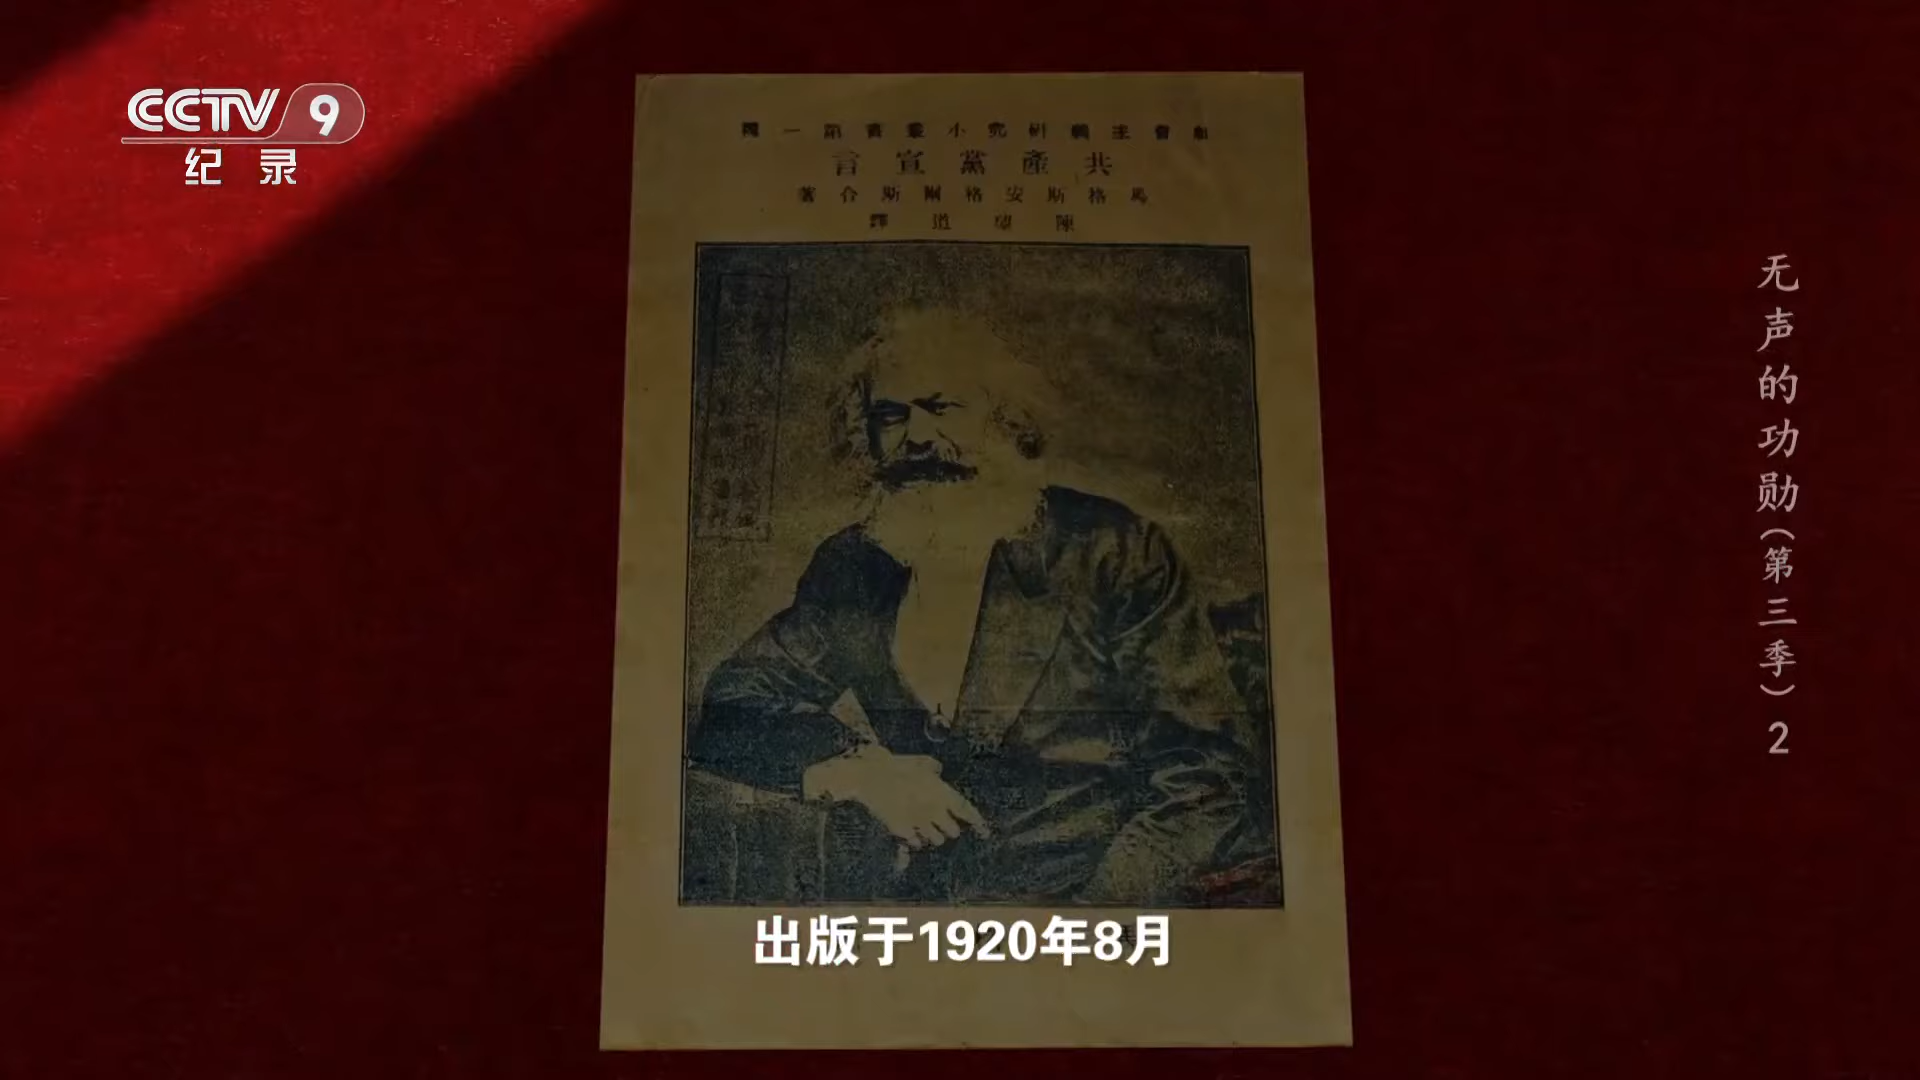 CCTV 9
纪录
社會主義研究小叢書第一種
共產黨宣言
馬格斯安格爾斯合著
陳望道譯
无声的功勋(第三季)2
出版于1920年8月